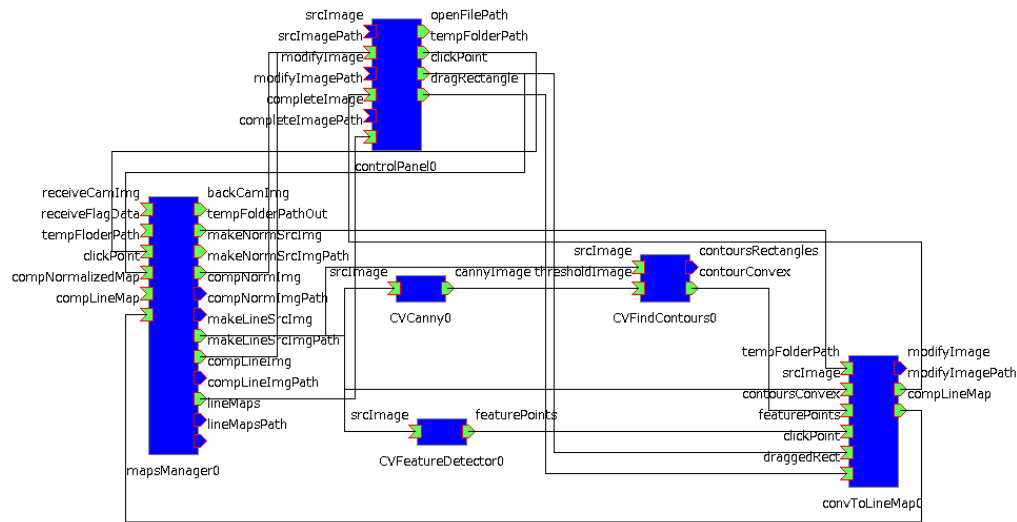 srcImage
openFilePath
srcImagePath
tempFolderPath
modifyImage
clickPoint
modifyImagePath
dragRectangle
completeImage
completeImagePath
controlPanel0
receiveCamImg
backCamImg
receiveFlagData
tempFolderPathOut
tempFloderPath
makeNormSrcImg
clickPoint
makeNormSrcImgPath
compNormalizedMap
compNormImg
compLineMap
compNormImgPath
makeLineSrcImg
makeLineSrcImgPath
compLineImg
compLineImgPath
lineMaps
lineMapsPath
mapsManager0
srcImage
cannyImage
CVCanny0
srcImage
contoursRectangles
thresholdImage
contourConvex
CVFindContours0
srcImage
featurePoints
CVFeatureDetector0
tempFolderPath
modifyImage
srcImage
modifyImagePath
contoursConvex
compLineMap
featurePoints
clickPoint
draggedRect
convToLineMap0